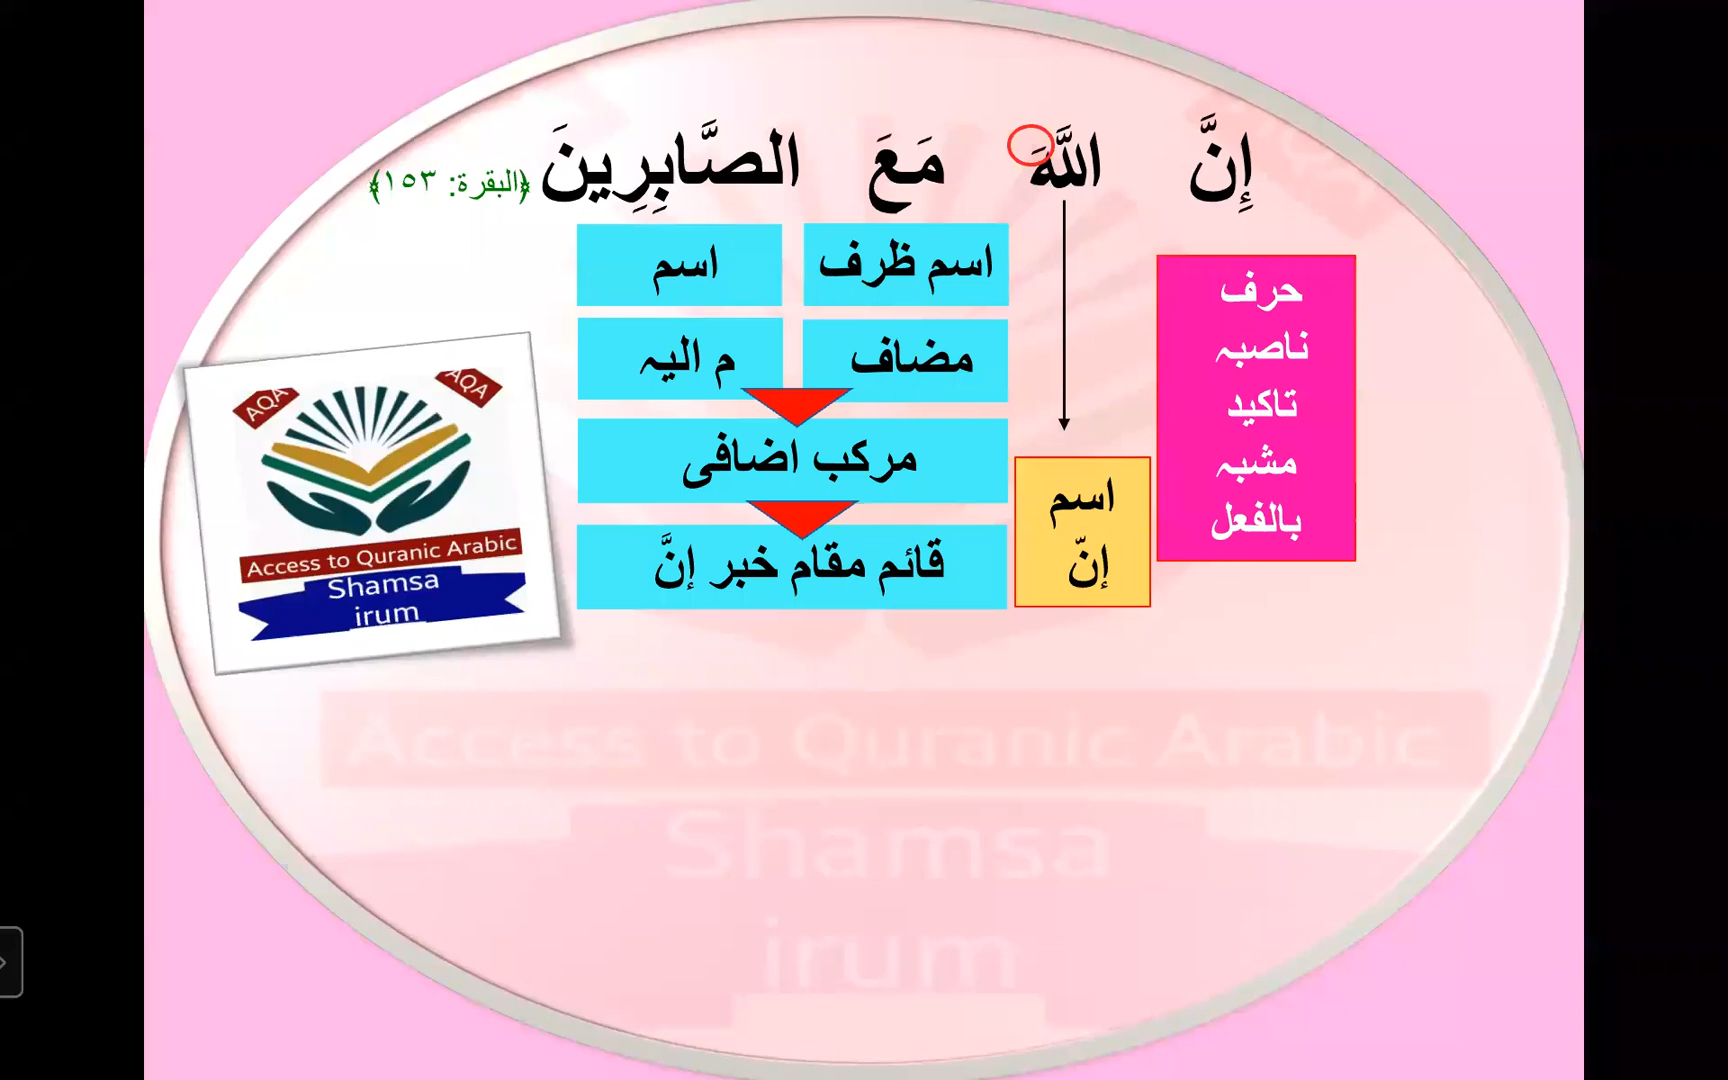 إِنَّ اللَّهَ مَعَ الصَّابِرِينَ ﴿البقرة: ١٥٣﴾
حرف
ناصبہ
تاکید
مشبہ
بالفعل
اسم
إنّ
اسم ظرف
اسم
مضاف
م الیہ
مرکب اضافی
قائم مقام خبر إنَّ
AQA
AQA
Access to Quranic Arabic
Shamsa
irum
Access to Quranic Arabic
Shamsa
irum